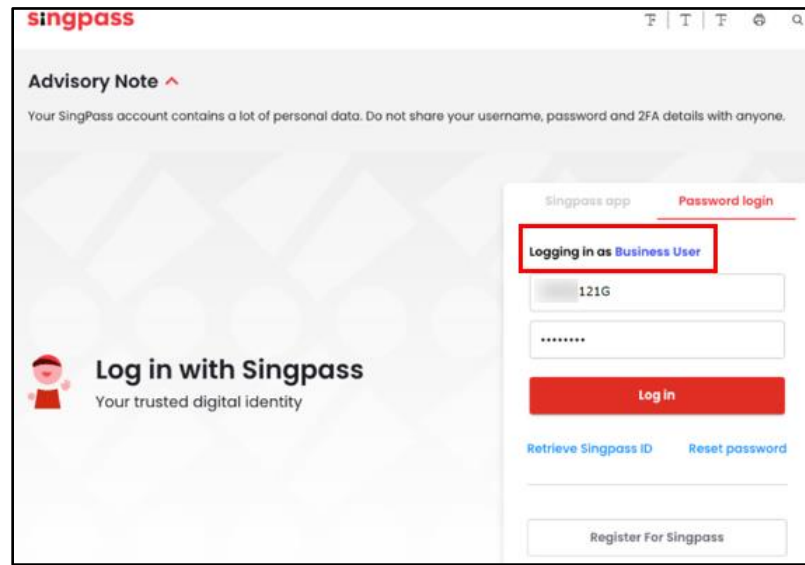 singpass
T | T | T
Advisory Note
Your SingPass account contains a lot of personal data. Do not share your username, password and 2FA details with anyone.
Singpass app Password login
Logging in as Business User
121G
••••••••
Log in with Singpass
Your trusted digital identity
Log in
Retrieve Singpass ID Reset password
Register For Singpass